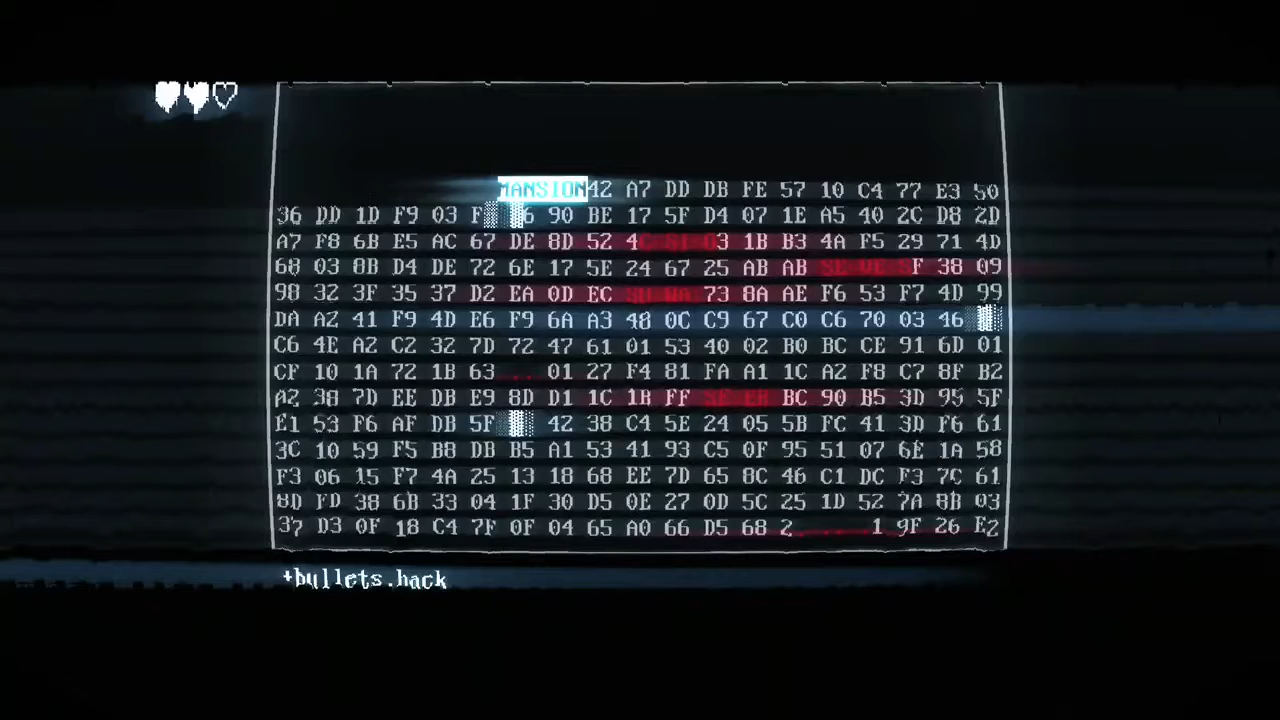 MANSION42 A7 DD DB FE 57 10 C4 77 E3 50
36 DD 1D F9 03 F 6 90 BE 17 5F D4 07 1E A5 40 2C D8 2D
A7 F8 6B E5 AC 67 DE 8D 52 4 3 1B B3 4A F5 29 71 4D
68 03 8B D4 DE 72 6E 17 5E 24 67 25 AB AB F 38 09
98 32 3F 35 37 D2 EA 0D EC 73 8A AE F6 53 F7 4D 99
DA A2 41 F9 4D E6 F9 6A A3 48 0C C9 67 C0 C6 70 03 46
C6 4E A2 C2 32 7D 72 47 61 01 53 40 02 B0 BC CE 91 6D 01
CF 10 1A 72 1B 63 ... 01 27 F4 81 FA A1 1C A2 F8 C7 8F B2
A2 38 7D EE DB E9 8D D1 1C 1B FF BC 90 B5 3D 95 5F
E1 53 F6 AF DB 5F 42 38 C4 5E 24 05 5B FC 41 3D F6 61
3C 10 59 F5 B8 DB B5 A1 53 41 93 C5 0F 95 51 07 6E 1A 58
F3 06 15 F7 4A 25 13 18 68 EE 7D 65 8C 46 C1 DC F3 7C 61
8D FD 38 6B 33 04 1F 30 D5 0E 27 0D 5C 25 1D 52 7A 8B 03
37 D3 0F 18 C4 7F 0F 04 65 A0 66 D5 68 2 1 9F 26 E2
+bullets.hack